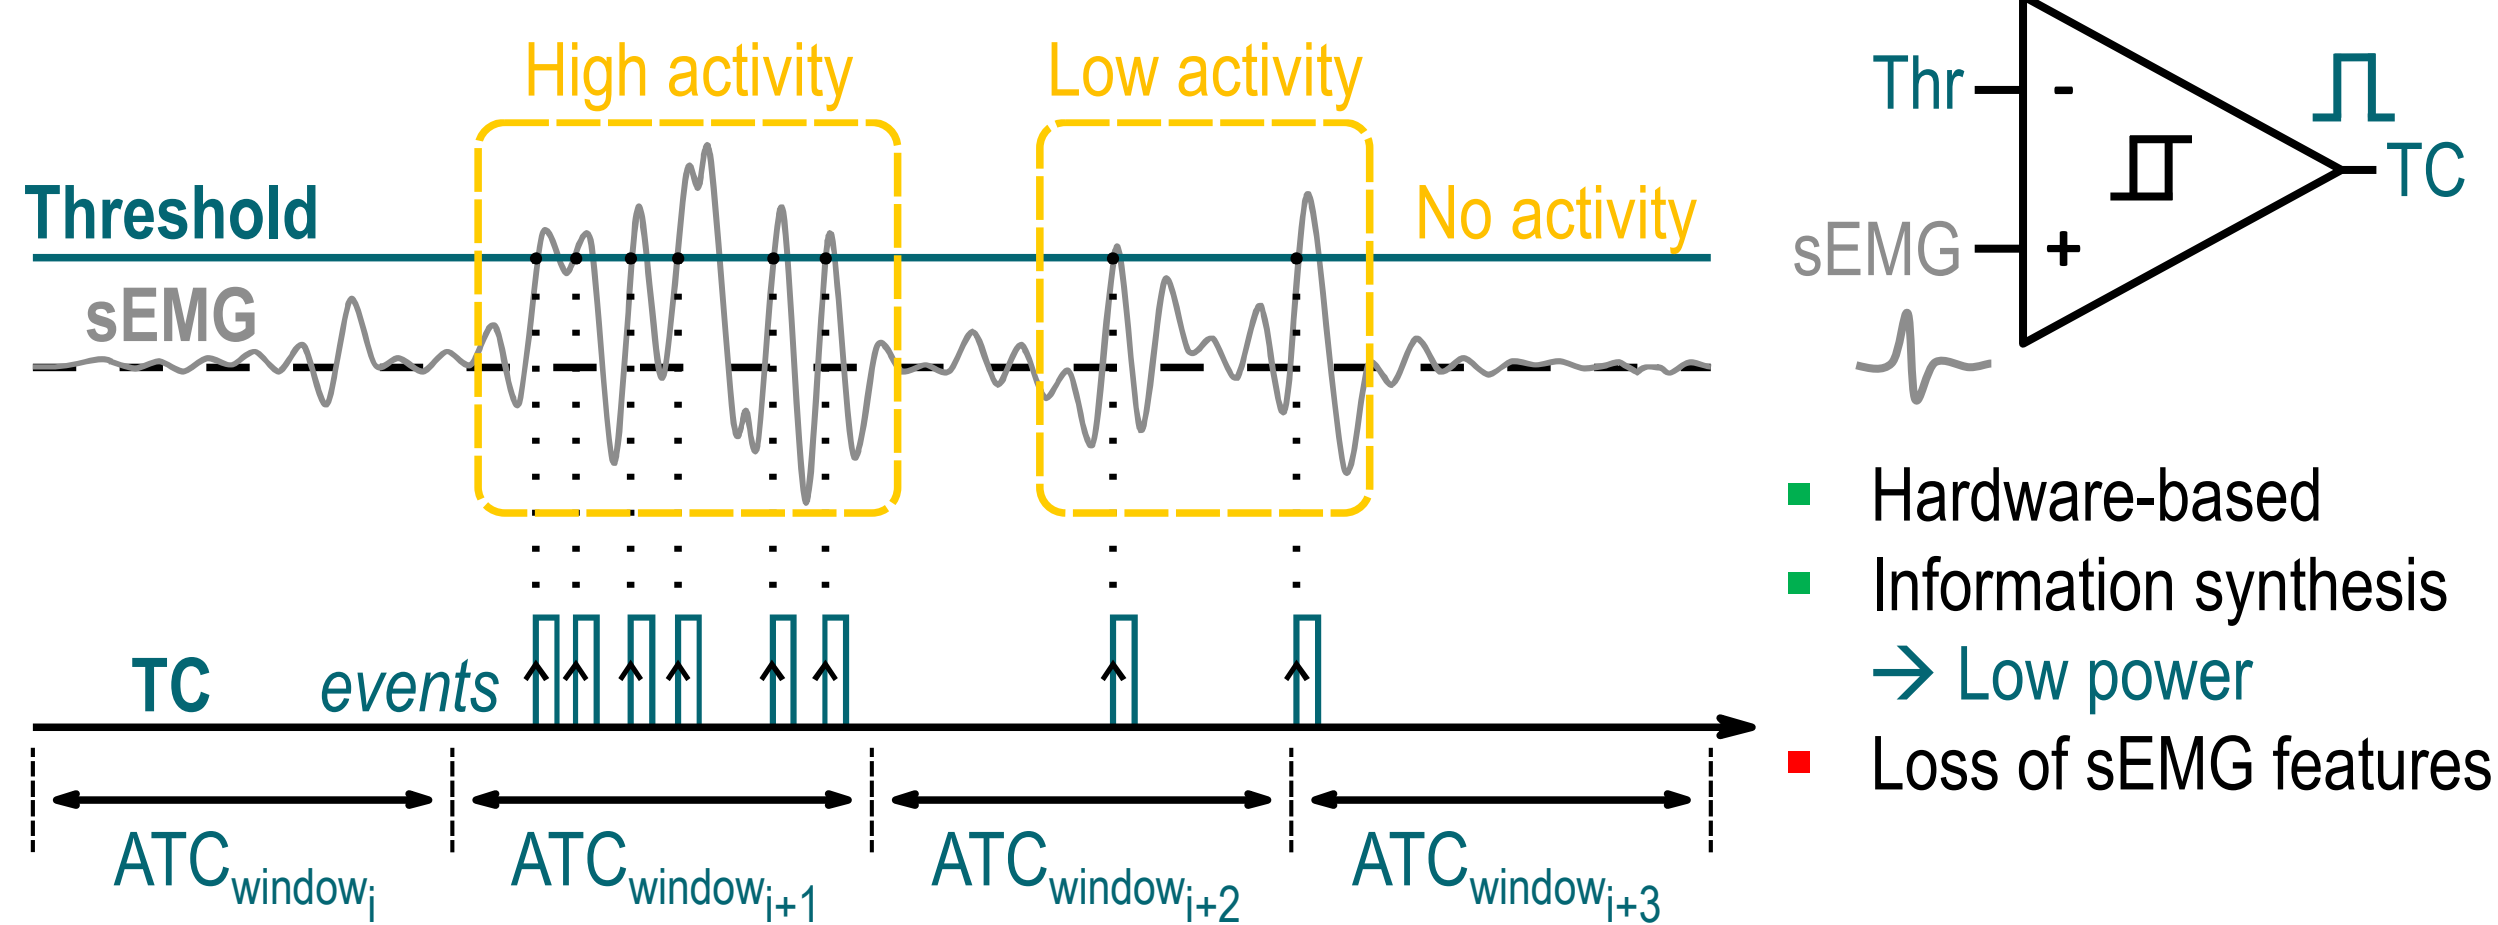 High activity
Low activity
No activity
Threshold
sEMG
TC
events
ATCwindowi
ATCwindowi+1
ATCwindowi+2
ATCwindowi+3
Thr
-
TC
sEMG
+
Hardware-based
Information synthesis
→ Low power
Loss of sEMG features